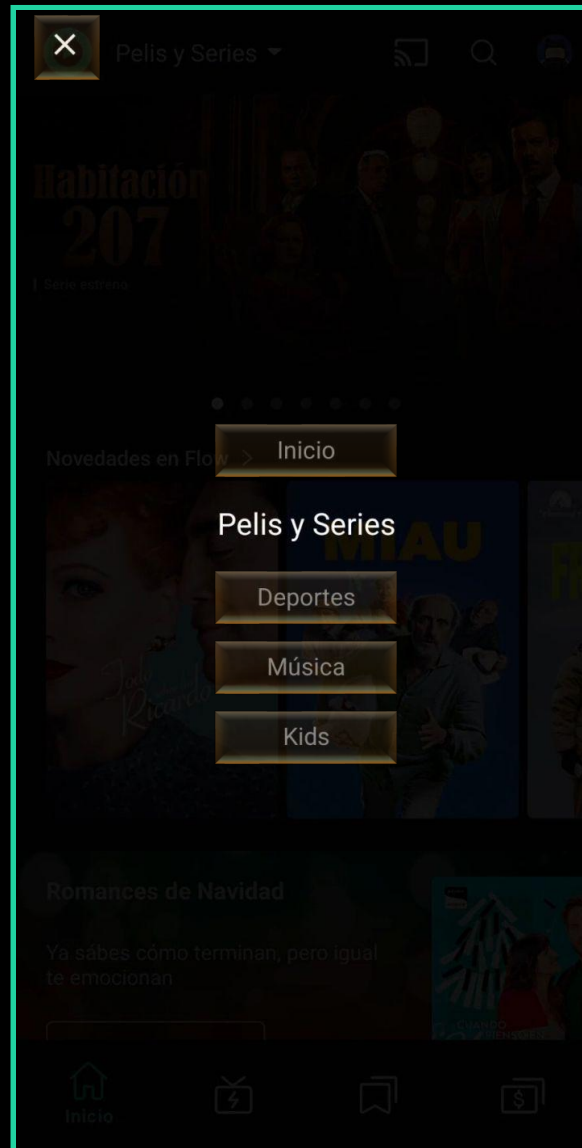 Pelis y Series
Habitación
207
Serie estreno
Novedades en Flow >
Inicio
Pelis y Series
MIAU
Deportes
Música
Kids
Romances de Navidad
Ya sabes cómo terminan, pero igual
te emocionan
CUANDO
Inicio